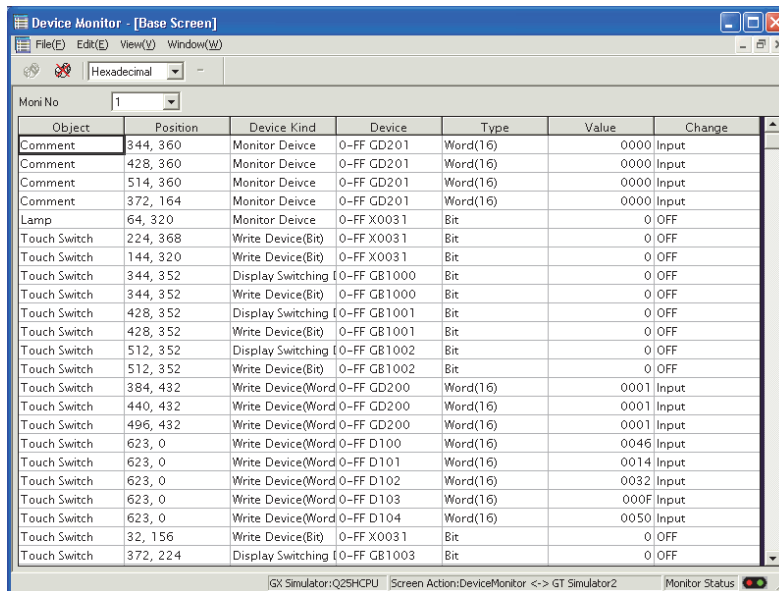 Device Monitor - [Base Screen]
File(F) Edit(E) View(V) Window(W)
Hexadecimal
Moni No 1
Object Position Device Kind Device Type Value Change
Comment 344, 360 Monitor Deivce 0-FF GD201 Word(16) 0000 Input
Comment 428, 360 Monitor Deivce 0-FF GD201 Word(16) 0000 Input
Comment 514, 360 Monitor Deivce 0-FF GD201 Word(16) 0000 Input
Comment 372, 164 Monitor Deivce 0-FF GD201 Word(16) 0000 Input
Lamp 64, 320 Monitor Deivce 0-FF X0031 Bit 0 OFF
Touch Switch 224, 368 Write Device(Bit) 0-FF X0031 Bit 0 OFF
Touch Switch 144, 320 Write Device(Bit) 0-FF X0031 Bit 0 OFF
Touch Switch 344, 352 Display Switching [ 0-FF GB1000 Bit 0 OFF
Touch Switch 344, 352 Write Device(Bit) 0-FF GB1000 Bit 0 OFF
Touch Switch 428, 352 Display Switching [ 0-FF GB1001 Bit 0 OFF
Touch Switch 428, 352 Write Device(Bit) 0-FF GB1001 Bit 0 OFF
Touch Switch 512, 352 Display Switching [ 0-FF GB1002 Bit 0 OFF
Touch Switch 512, 352 Write Device(Bit) 0-FF GB1002 Bit 0 OFF
Touch Switch 384, 432 Write Device(Word 0-FF GD200 Word(16) 0001 Input
Touch Switch 440, 432 Write Device(Word 0-FF GD200 Word(16) 0001 Input
Touch Switch 496, 432 Write Device(Word 0-FF GD200 Word(16) 0001 Input
Touch Switch 623, 0 Write Device(Word 0-FF D100 Word(16) 0046 Input
Touch Switch 623, 0 Write Device(Word 0-FF D101 Word(16) 0014 Input
Touch Switch 623, 0 Write Device(Word 0-FF D102 Word(16) 0032 Input
Touch Switch 623, 0 Write Device(Word 0-FF D103 Word(16) 000F Input
Touch Switch 623, 0 Write Device(Word 0-FF D104 Word(16) 0050 Input
Touch Switch 32, 156 Write Device(Bit) 0-FF X0031 Bit 0 OFF
Touch Switch 372, 224 Display Switching [ 0-FF GB1003 Bit 0 OFF
GX Simulator:Q25HCPU Screen Action:DeviceMonitor <-> GT Simulator2 Monitor Status